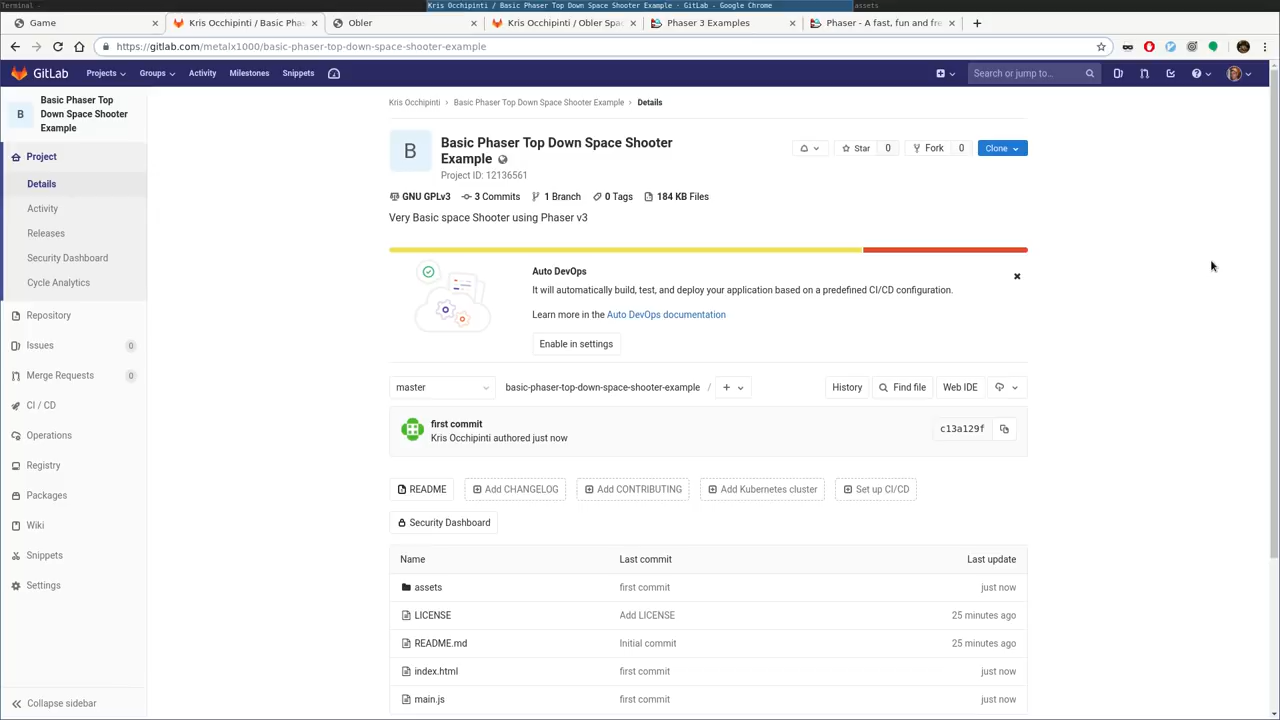 Terminal -
Kris Occhipinti / Basic Phaser Top Down Space Shooter Example · GitLab - Google Chrome
assets
Game
Kris Occhipinti / Basic Phas
Obler
Kris Occhipinti / Obler Spac
Phaser 3 Examples
Phaser - A fast, fun and fre
https://gitlab.com/metalx1000/basic-phaser-top-down-space-shooter-example
GitLab
Projects
Groups
Activity
Milestones
Snippets
Search or jump to...
B
Basic Phaser Top
Down Space Shooter
Example
Project
Details
Activity
Releases
Security Dashboard
Cycle Analytics
Repository
Issues 0
Merge Requests 0
CI / CD
Operations
Registry
Packages
Wiki
Snippets
Settings
Collapse sidebar
Kris Occhipinti › Basic Phaser Top Down Space Shooter Example › Details
B
Basic Phaser Top Down Space Shooter
Example
Project ID: 12136561
Star 0
Fork 0
Clone
GNU GPLv3 3 Commits 1 Branch 0 Tags 184 KB Files
Very Basic space Shooter using Phaser v3
Auto DevOps
It will automatically build, test, and deploy your application based on a predefined CI/CD configuration.
Learn more in the Auto DevOps documentation
Enable in settings
master
basic-phaser-top-down-space-shooter-example / +
History
Find file
Web IDE
first commit
Kris Occhipinti authored just now
c13a129f
README
Add CHANGELOG
Add CONTRIBUTING
Add Kubernetes cluster
Set up CI/CD
Security Dashboard
Name Last commit Last update
assets first commit just now
LICENSE Add LICENSE 25 minutes ago
README.md Initial commit 25 minutes ago
index.html first commit just now
main.js first commit just now